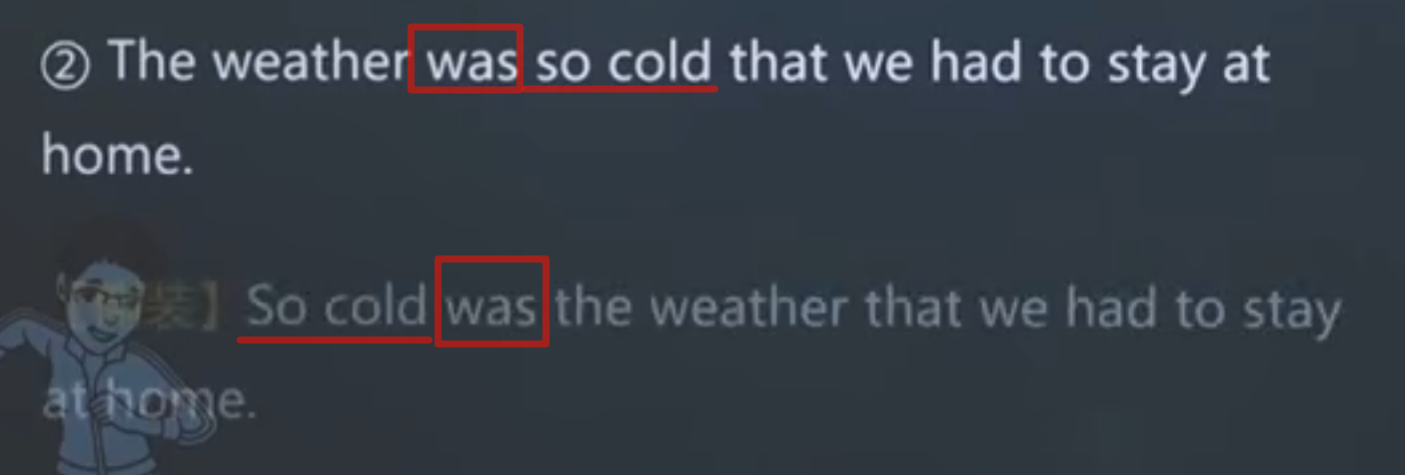 ② The weather was so cold that we had to stay at
home.
装】So cold was the weather that we had to stay
at home.